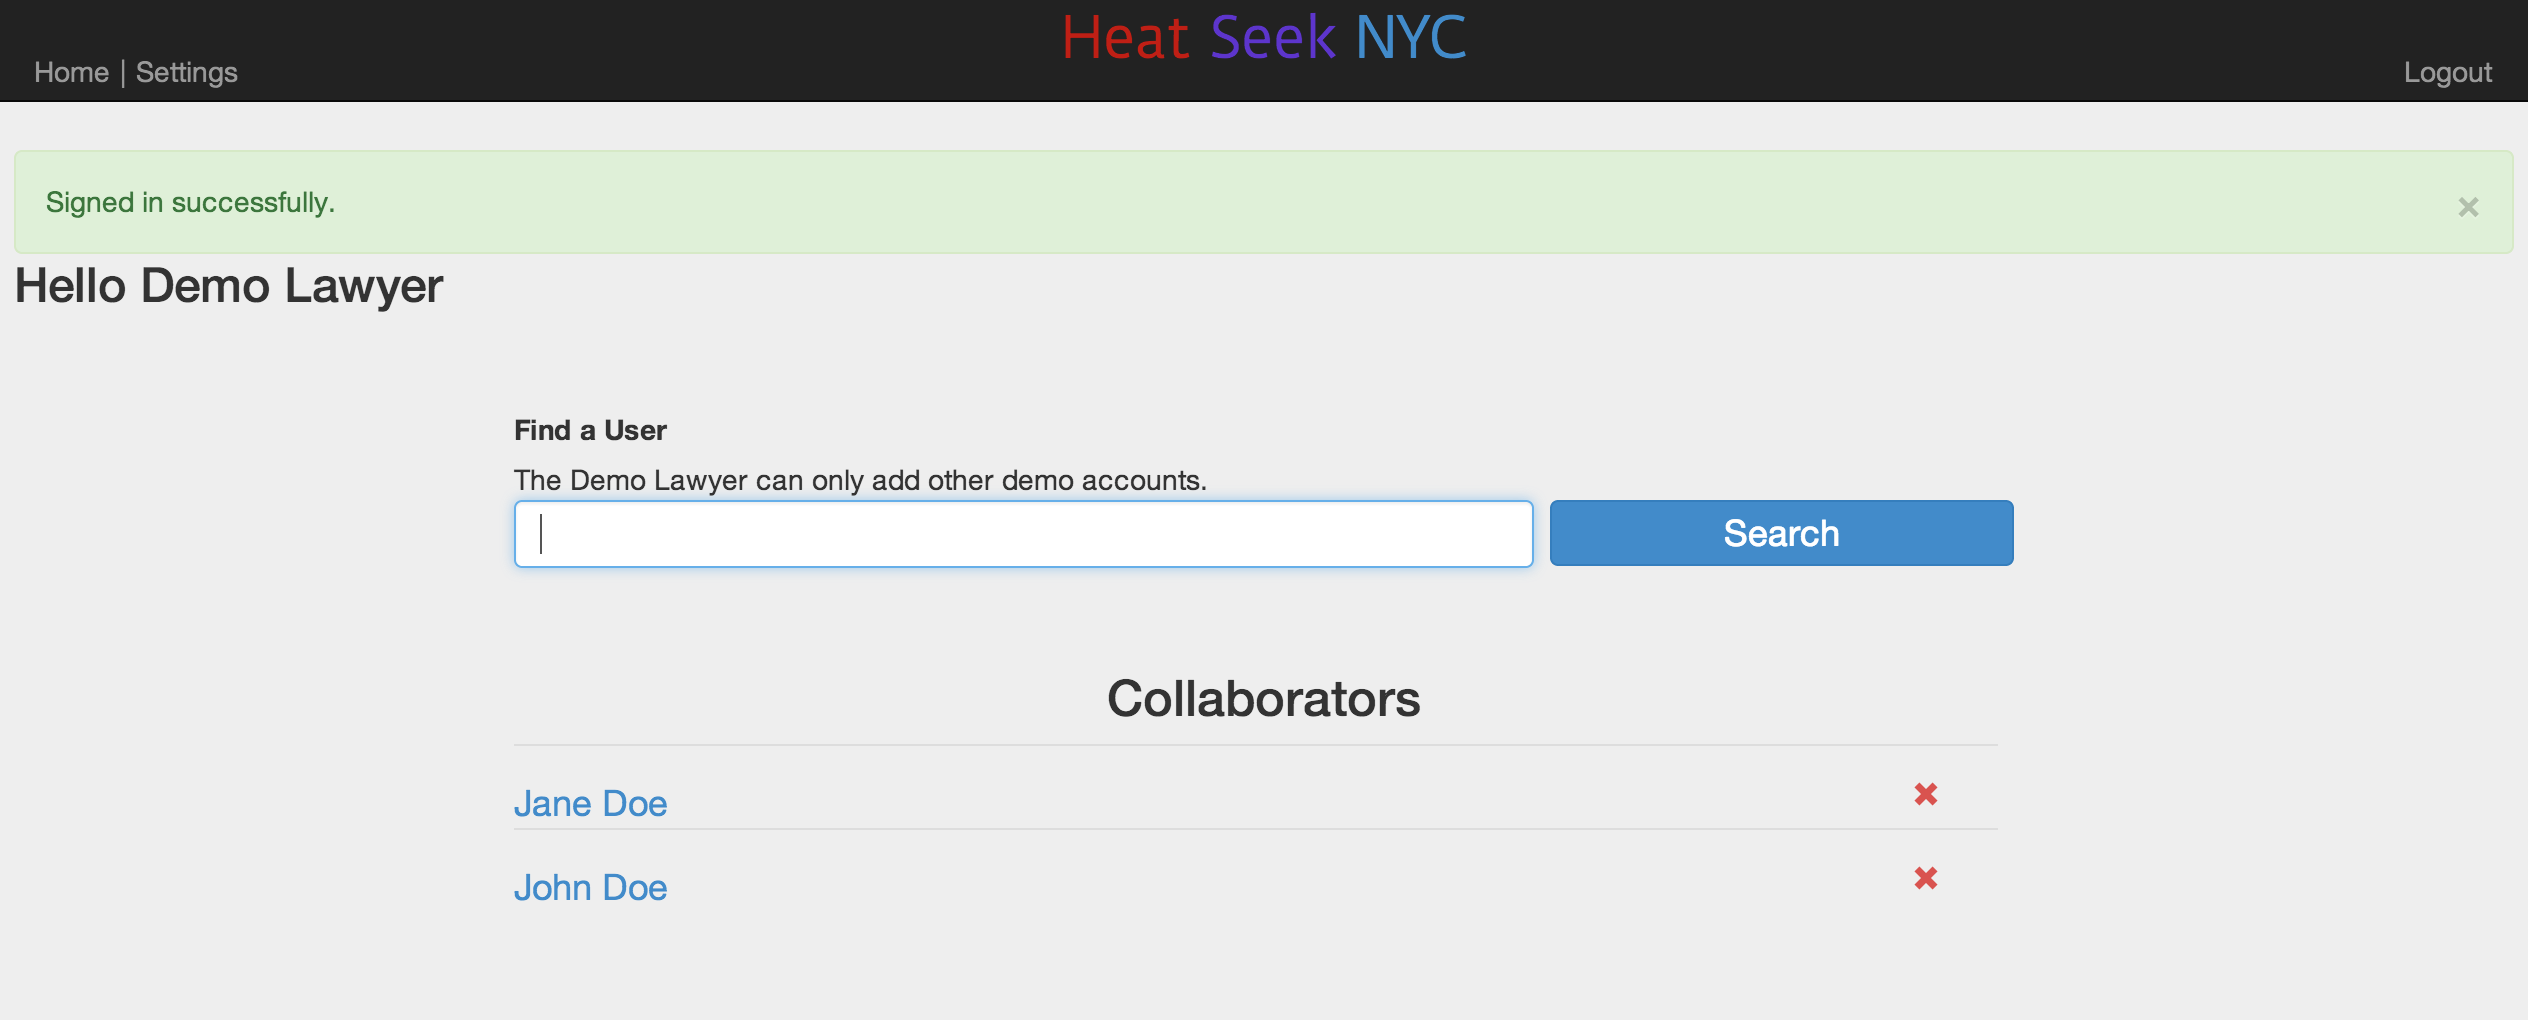 Heat Seek NYC
Home | Settings
Logout
Signed in successfully.
×
Hello Demo Lawyer
Find a User
The Demo Lawyer can only add other demo accounts.
Search
Collaborators
Jane Doe
John Doe